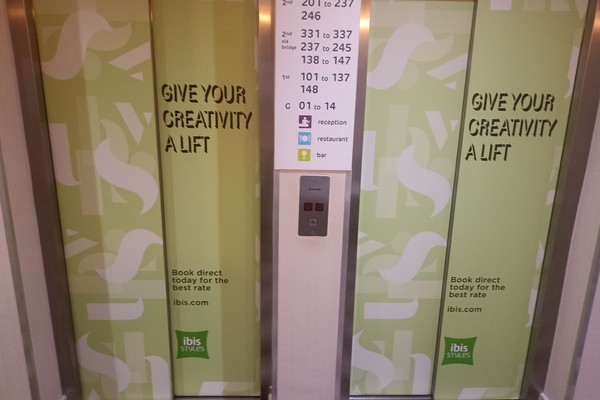 2nd 201 to 237
246
2nd via bridge 331 to 337
237 to 245
138 to 147
1st 101 to 137
148
G 01 to 14
reception
restaurant
bar
GIVE YOUR
CREATIVITY
A LIFT
Book direct
today for the
best rate
ibis.com
ibis
STYLES
GIVE YOUR
CREATIVITY
A LIFT
Book direct
today for the
best rate
ibis.com
ibis
STYLES